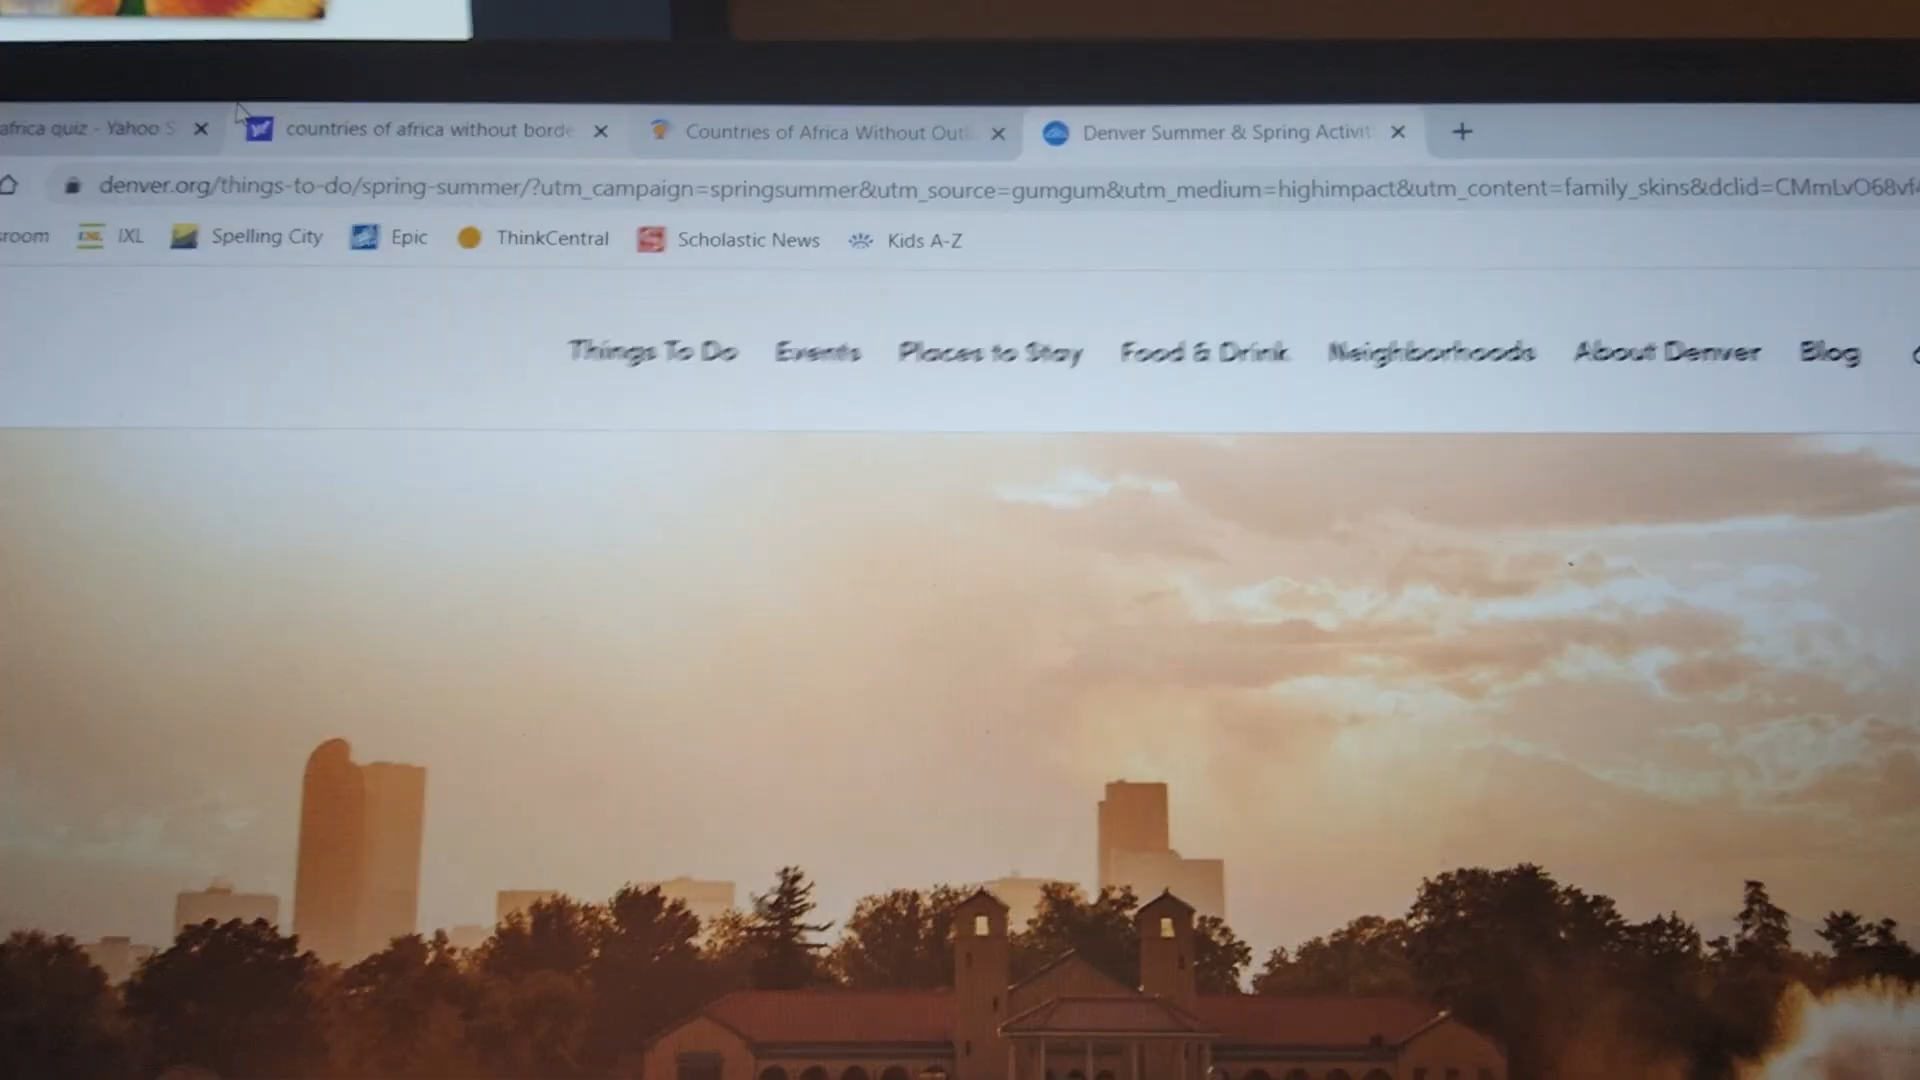 africa quiz - Yahoo S countries of africa without borde Countries of Africa Without Outl Denver Summer & Spring Activit
denver.org/things-to-do/spring-summer/?utm_campaign=springsummer&utm_source=gumgum&utm_medium=highimpact&utm_content=family_skins&dclid=CMmLvO68vf4
sroom IXL Spelling City Epic ThinkCentral Scholastic News Kids A-Z
Things To Do Events Places to Stay Food & Drink Neighborhoods About Denver Blog